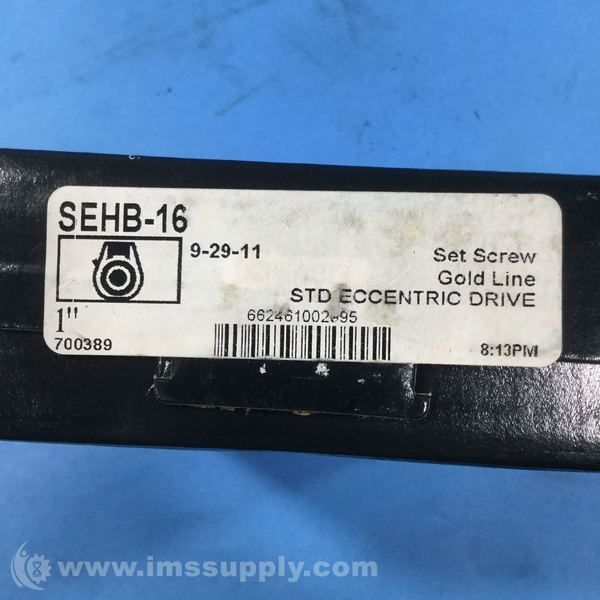 SEHB-16
9-29-11
Set Screw
Gold Line
STD ECCENTRIC DRIVE
1"
700389
8:13PM
www.imssupply.com